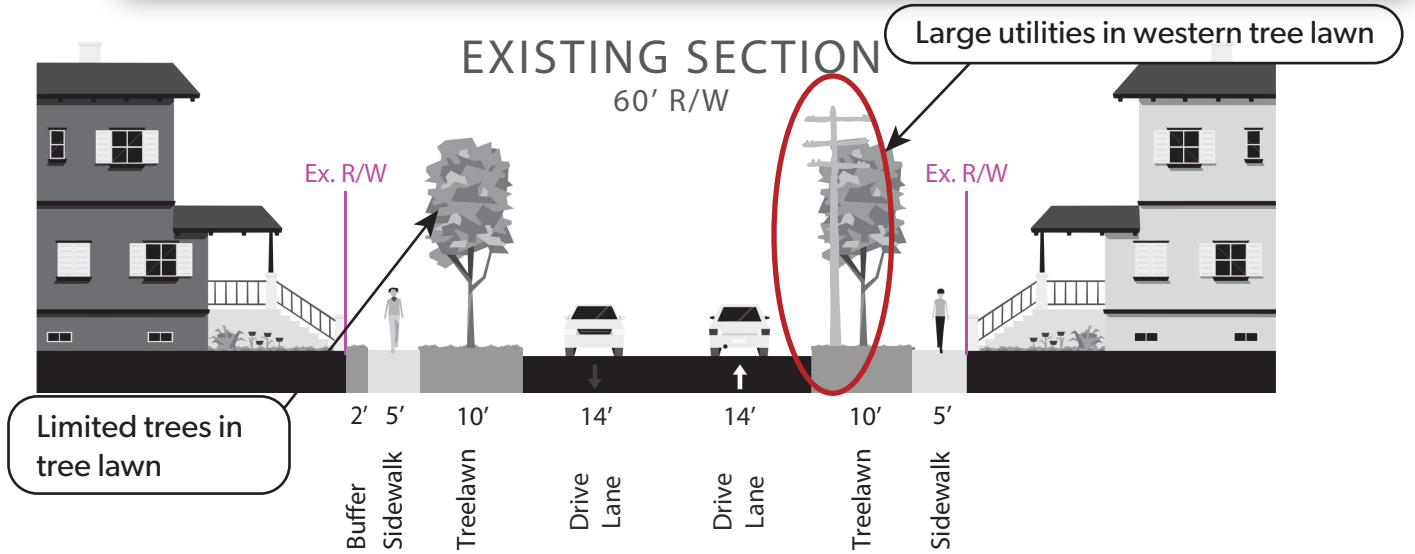 EXISTING SECTION
60’ R/W
Large utilities in western tree lawn
Ex. R/W
Ex. R/W
Limited trees in
tree lawn
2’ 5’ 10’ 14’ 14’ 10’ 5’
Buffer
Sidewalk
Treelawn
Drive
Lane
Drive
Lane
Treelawn
Sidewalk